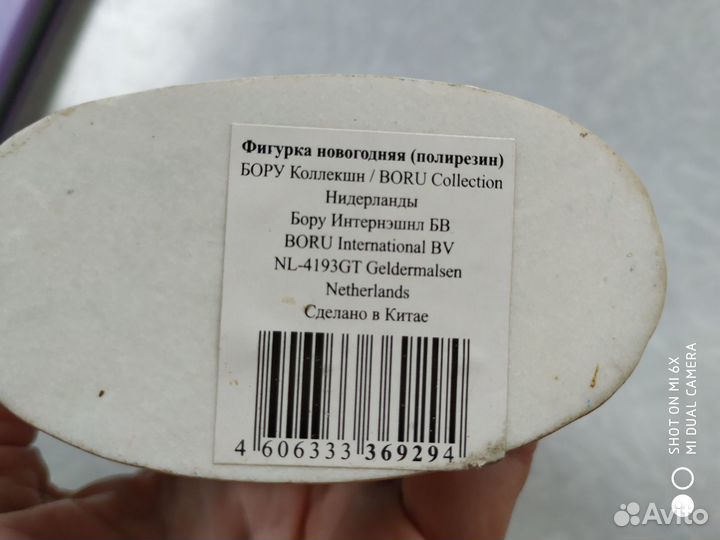 Фигурка новогодняя (полирезин)
БОРУ Коллекшн / BORU Collection
Нидерланды
Бору Интернэшнл БВ
BORU International BV
NL-4193GT Geldermalsen
Netherlands
Сделано в Китае
4 606333 369294
SHOT ON MI 6X
MI DUAL CAMERA
Avito